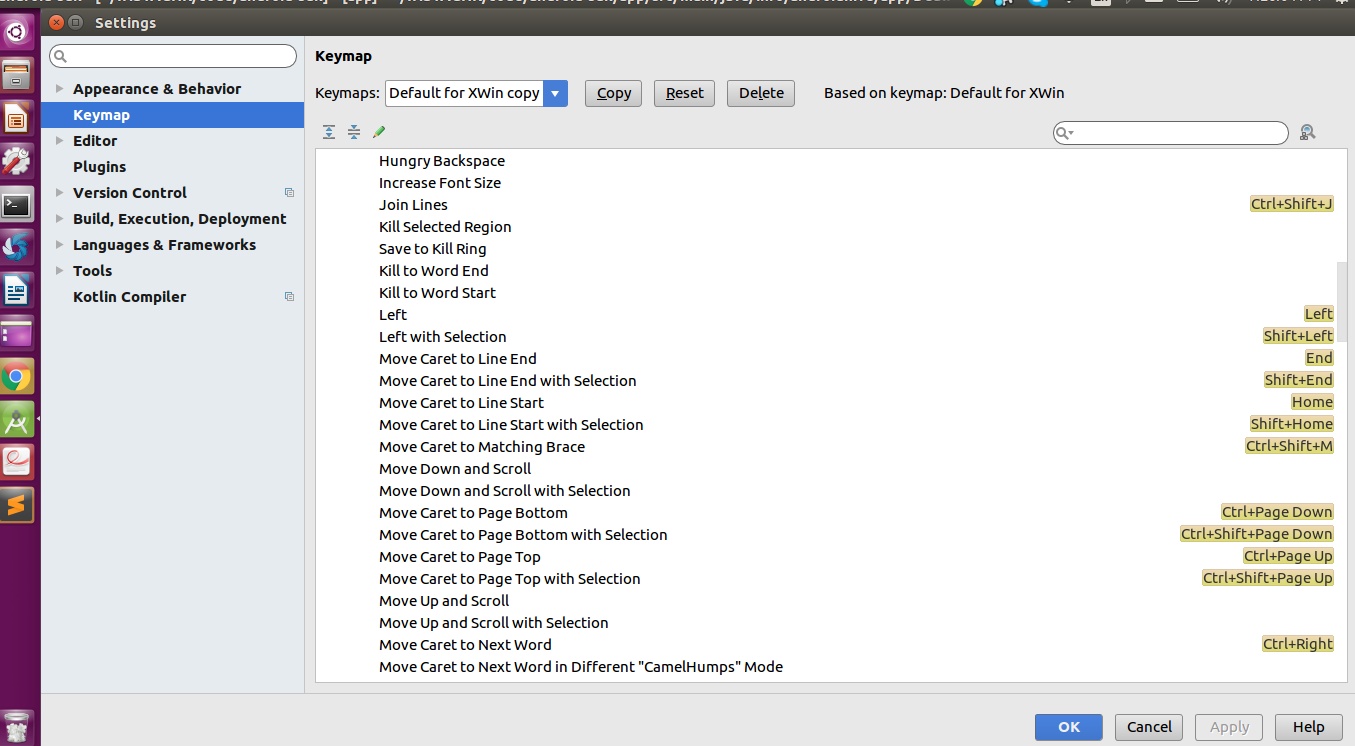 Settings
Appearance & Behavior
Keymap
Editor
Plugins
Version Control
Build, Execution, Deployment
Languages & Frameworks
Tools
Kotlin Compiler
Keymap
Keymaps: Default for XWin copy Copy Reset Delete Based on keymap: Default for XWin
Hungry Backspace
Increase Font Size
Join Lines Ctrl+Shift+J
Kill Selected Region
Save to Kill Ring
Kill to Word End
Kill to Word Start
Left Left
Left with Selection Shift+Left
Move Caret to Line End End
Move Caret to Line End with Selection Shift+End
Move Caret to Line Start Home
Move Caret to Line Start with Selection Shift+Home
Move Caret to Matching Brace Ctrl+Shift+M
Move Down and Scroll
Move Down and Scroll with Selection
Move Caret to Page Bottom Ctrl+Page Down
Move Caret to Page Bottom with Selection Ctrl+Shift+Page Down
Move Caret to Page Top Ctrl+Page Up
Move Caret to Page Top with Selection Ctrl+Shift+Page Up
Move Up and Scroll
Move Up and Scroll with Selection
Move Caret to Next Word Ctrl+Right
Move Caret to Next Word in Different "CamelHumps" Mode
OK Cancel Apply Help